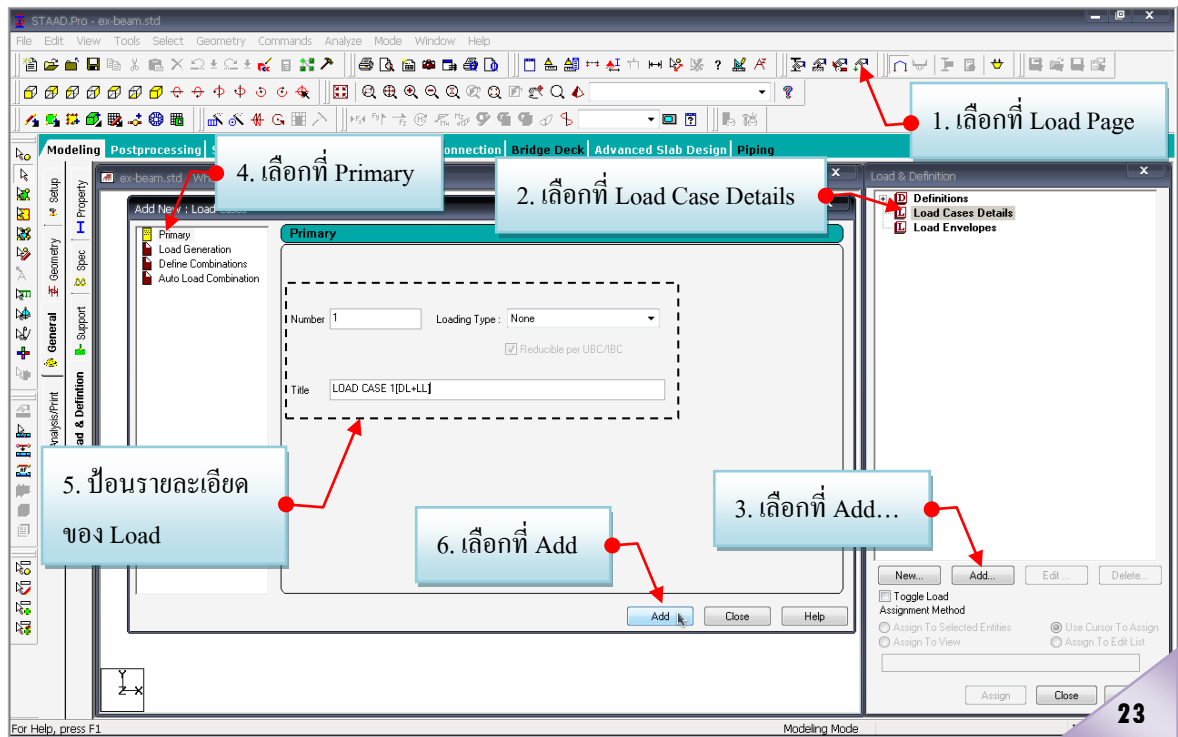 STAAD.Pro - ex-beam.std
File Edit View Tools Select Geometry Commands Analyze Mode Window Help
1. เลือกที่ Load Page
Modeling Postprocessing Bridge Deck Advanced Slab Design Piping
4. เลือกที่ Primary
2. เลือกที่ Load Case Details
ex-beam.std - Wh
Load & Definition
Definitions
Load Cases Details
Load Envelopes
Add New : Load Cases
Primary
Load Generation
Define Combinations
Auto Load Combination
Primary
Number 1 Loading Type : None
Reducible per UBC/IBC
Title LOAD CASE 1[DL+LL]
Setup
Geometry
General
Analysis/Print
Property
Spec
Support
Load & Defintion
5. ป้อนรายละเอียด
ของ Load
3. เลือกที่ Add...
6. เลือกที่ Add
New... Add... Edit ... Delete...
Toggle Load
Assignment Method
Assign To Selected Entities Use Cursor To Assign
Assign To View Assign To Edit List
Add Close Help
Assign Close
Y
Z X
23
For Help, press F1 Modeling Mode